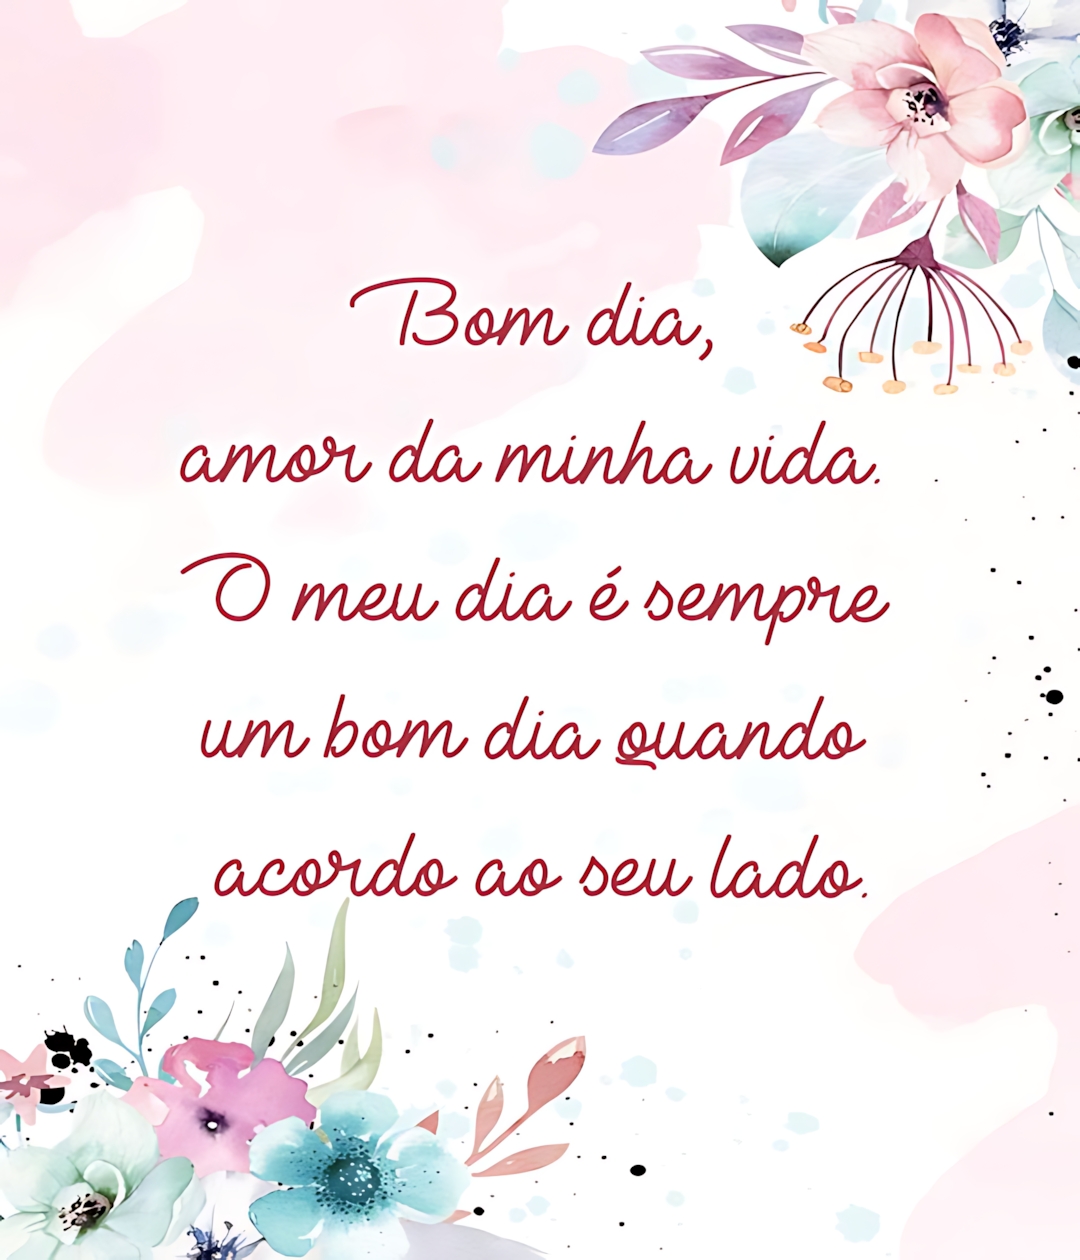 Bom dia,
amor da minha vida.
O meu dia é sempre
um bom dia quando
acordo ao seu lado.